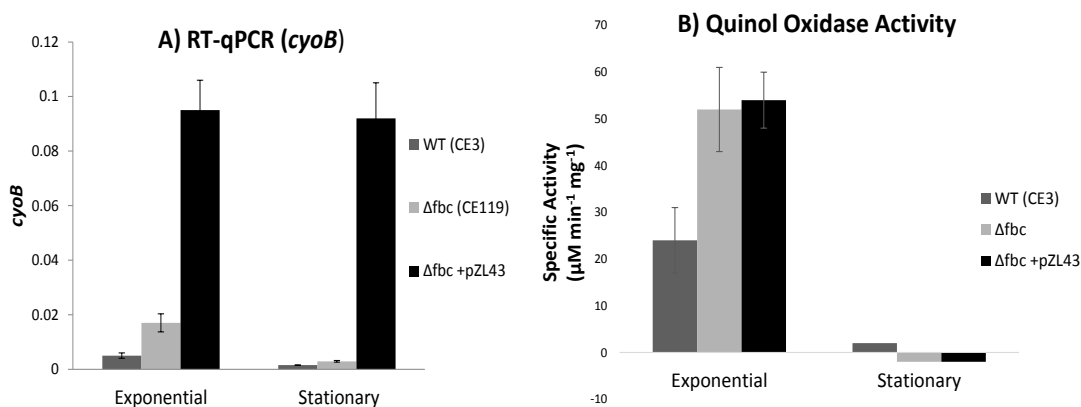 A) RT-qPCR (cyoB)
0.12
0.1
0.08
0.06
0.04
0.02
0
cyoB
Exponential
Stationary
WT (CE3)
Δfbc (CE119)
Δfbc +pZL43
B) Quinol Oxidase Activity
70
60
50
40
30
20
10
0
-10
Specific Activity
(μM min⁻¹ mg⁻¹)
Exponential
Stationary
WT (CE3)
Δfbc
Δfbc +pZL43